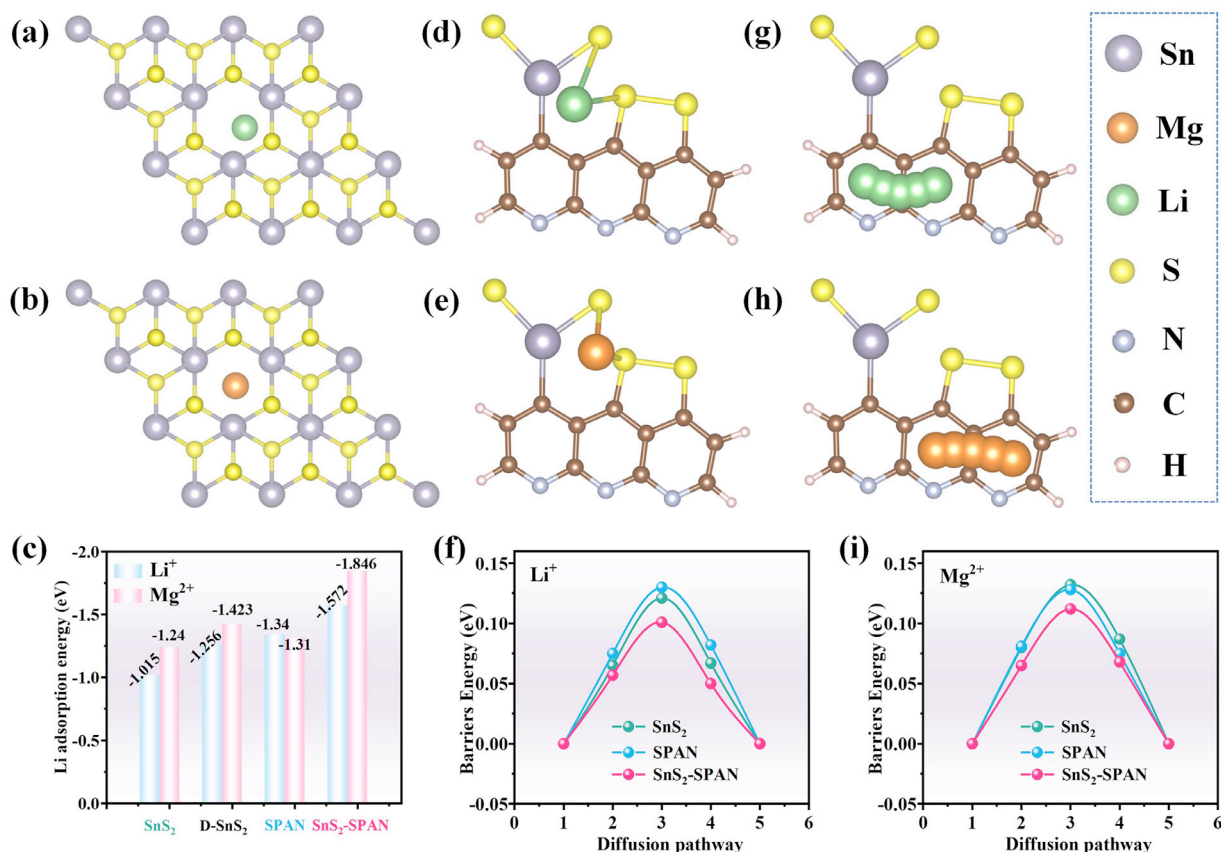 (a)
(d)
(g)
Sn
Mg
Li
S
N
C
H
(b)
(e)
(h)
(c)
Li adsorption energy (eV)
-2.0
-1.5
-1.0
-0.5
0.0
Li⁺
Mg²⁺
-1.015
-1.24
-1.256
-1.423
-1.34
-1.31
-1.572
-1.846
SnS₂
D-SnS₂
SPAN
SnS₂-SPAN
(f)
Barriers Energy (eV)
0.15
0.10
0.05
0.00
-0.05
Li⁺
SnS₂
SPAN
SnS₂-SPAN
0 1 2 3 4 5 6
Diffusion pathway
(i)
Barriers Energy (eV)
0.15
0.10
0.05
0.00
-0.05
Mg²⁺
SnS₂
SPAN
SnS₂-SPAN
0 1 2 3 4 5 6
Diffusion pathway